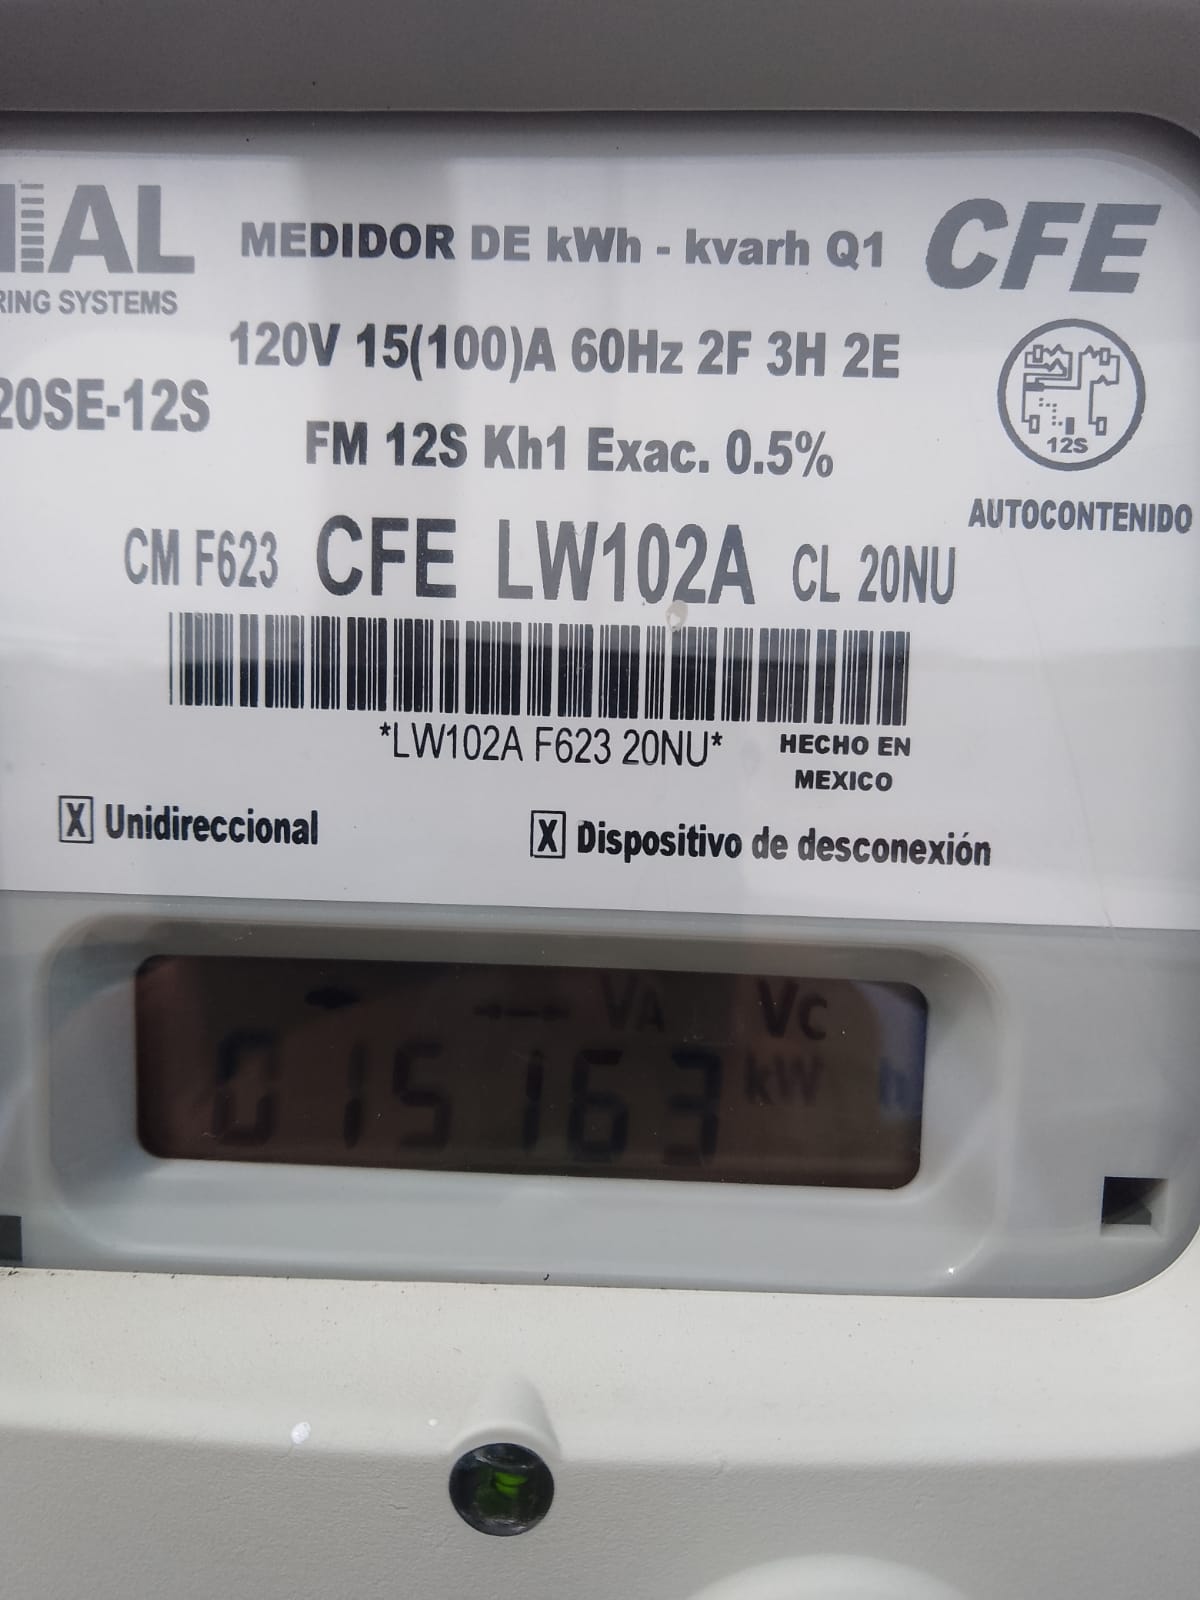 IAL
RING SYSTEMS
MEDIDOR DE kWh - kvarh Q1
CFE
120V 15(100)A 60Hz 2F 3H 2E
20SE-12S
FM 12S Kh1 Exac. 0.5%
12S
AUTOCONTENIDO
CM F623 CFE LW102A CL 20NU
*LW102A F623 20NU*
HECHO EN
MEXICO
X Unidireccional
X Dispositivo de desconexión
VA VC
015163 kW h